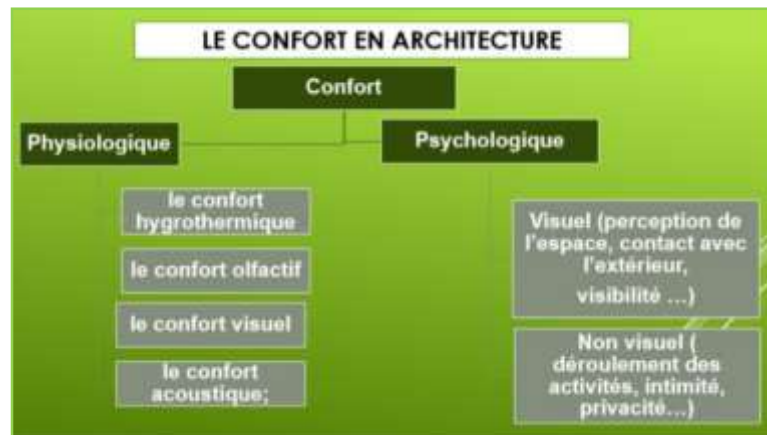 LE CONFORT EN ARCHITECTURE
Confort
Physiologique
Psychologique
le confort
hygrothermique
le confort olfactif
le confort visuel
le confort
acoustique;
Visuel (perception de
l'espace, contact avec
l'extérieur,
visibilité ...)
Non visuel (
déroulement des
activités, intimité,
privacité...)